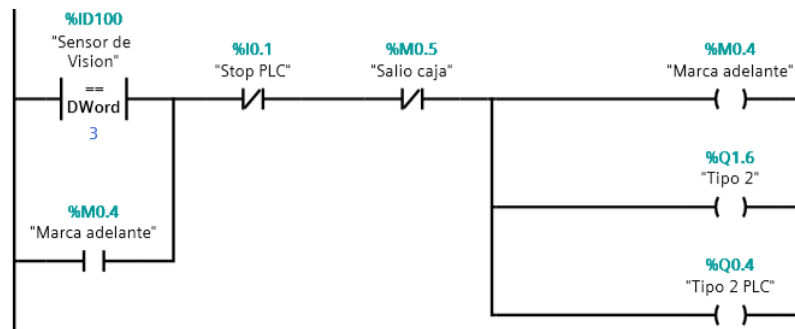 %ID100
"Sensor de
Vision"
==
DWord
3
%I0.1
"Stop PLC"
%M0.5
"Salio caja"
%M0.4
"Marca adelante"
%Q1.6
"Tipo 2"
%M0.4
"Marca adelante"
%Q0.4
"Tipo 2 PLC"